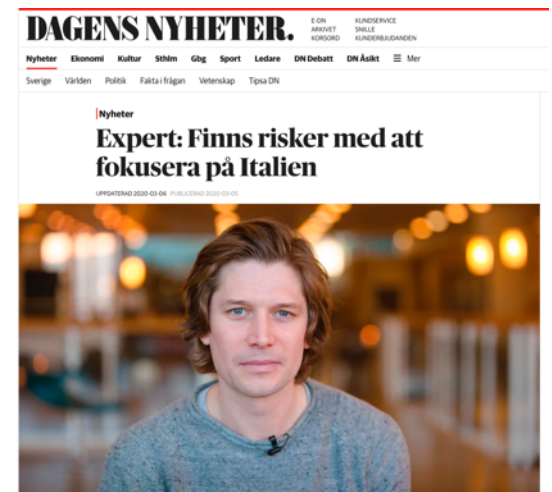 DAGENS NYHETER.
E-DN
ARKIVET
KORSORD
KUNDSERVICE
SNILLE
KUNDERBJUDANDEN
Nyheter Ekonomi Kultur Sthlm Gbg Sport Ledare DN Debatt DN Åsikt Mer
Sverige Världen Politik Fakta i frågan Vetenskap Tipsa DN
Nyheter
Expert: Finns risker med att
fokusera på Italien
UPPDATERAD 2020-03-06 PUBLICERAD 2020-03-05